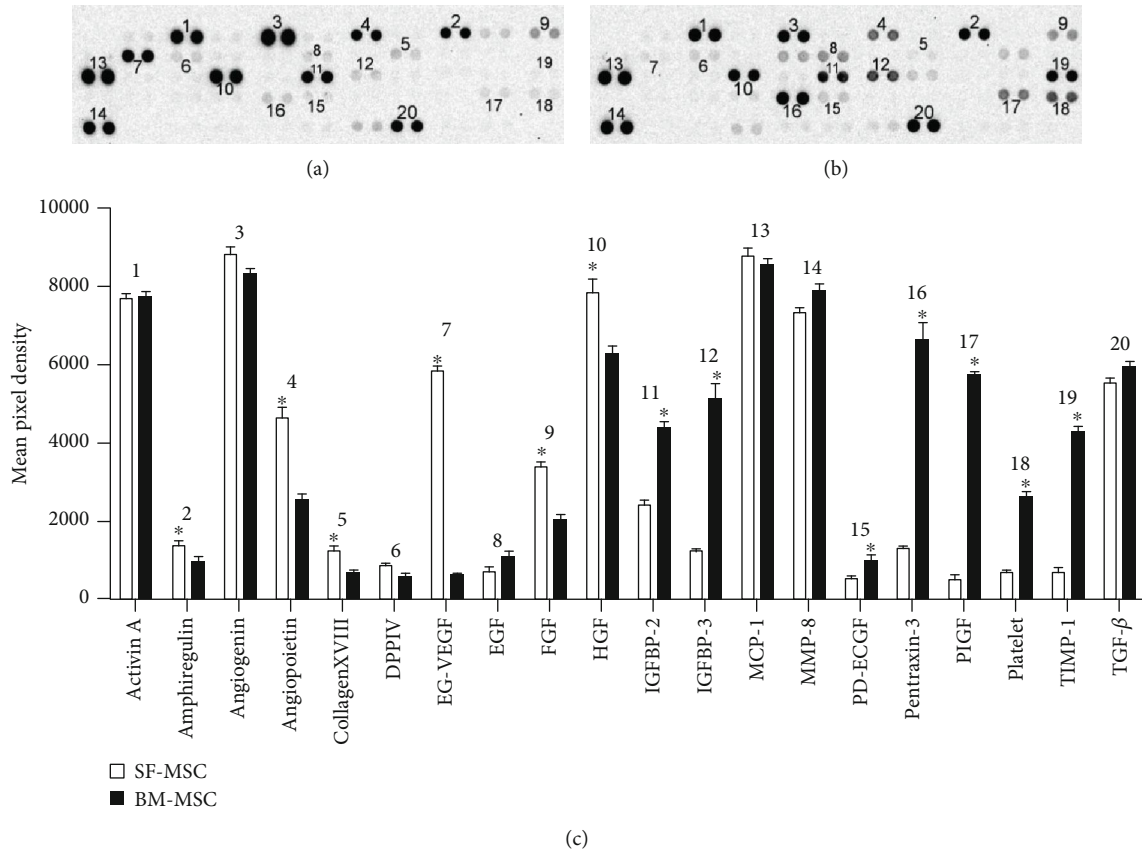 1 3 4 2 9
8 5
7 6 19
13 11 12
10
16 15 17 18
14 20
(a)
1 3 4 2 9
8 5
7 6 19
13 11 12
10
16 15 17 18
14 20
(b)
10000
8000
6000
4000
2000
0
Mean pixel density
1
* 2
3
* 4
* 5
6
7 *
8
* 9
10 *
11 *
12 *
13
14
15 *
16 *
17 *
18 *
19 *
20
Activin A
Amphiregulin
Angiogenin
Angiopoietin
CollagenXVIII
DPPIV
EG-VEGF
EGF
FGF
HGF
IGFBP-2
IGFBP-3
MCP-1
MMP-8
PD-ECGF
Pentraxin-3
PIGF
Platelet
TIMP-1
TGF-β
SF-MSC
BM-MSC
(c)